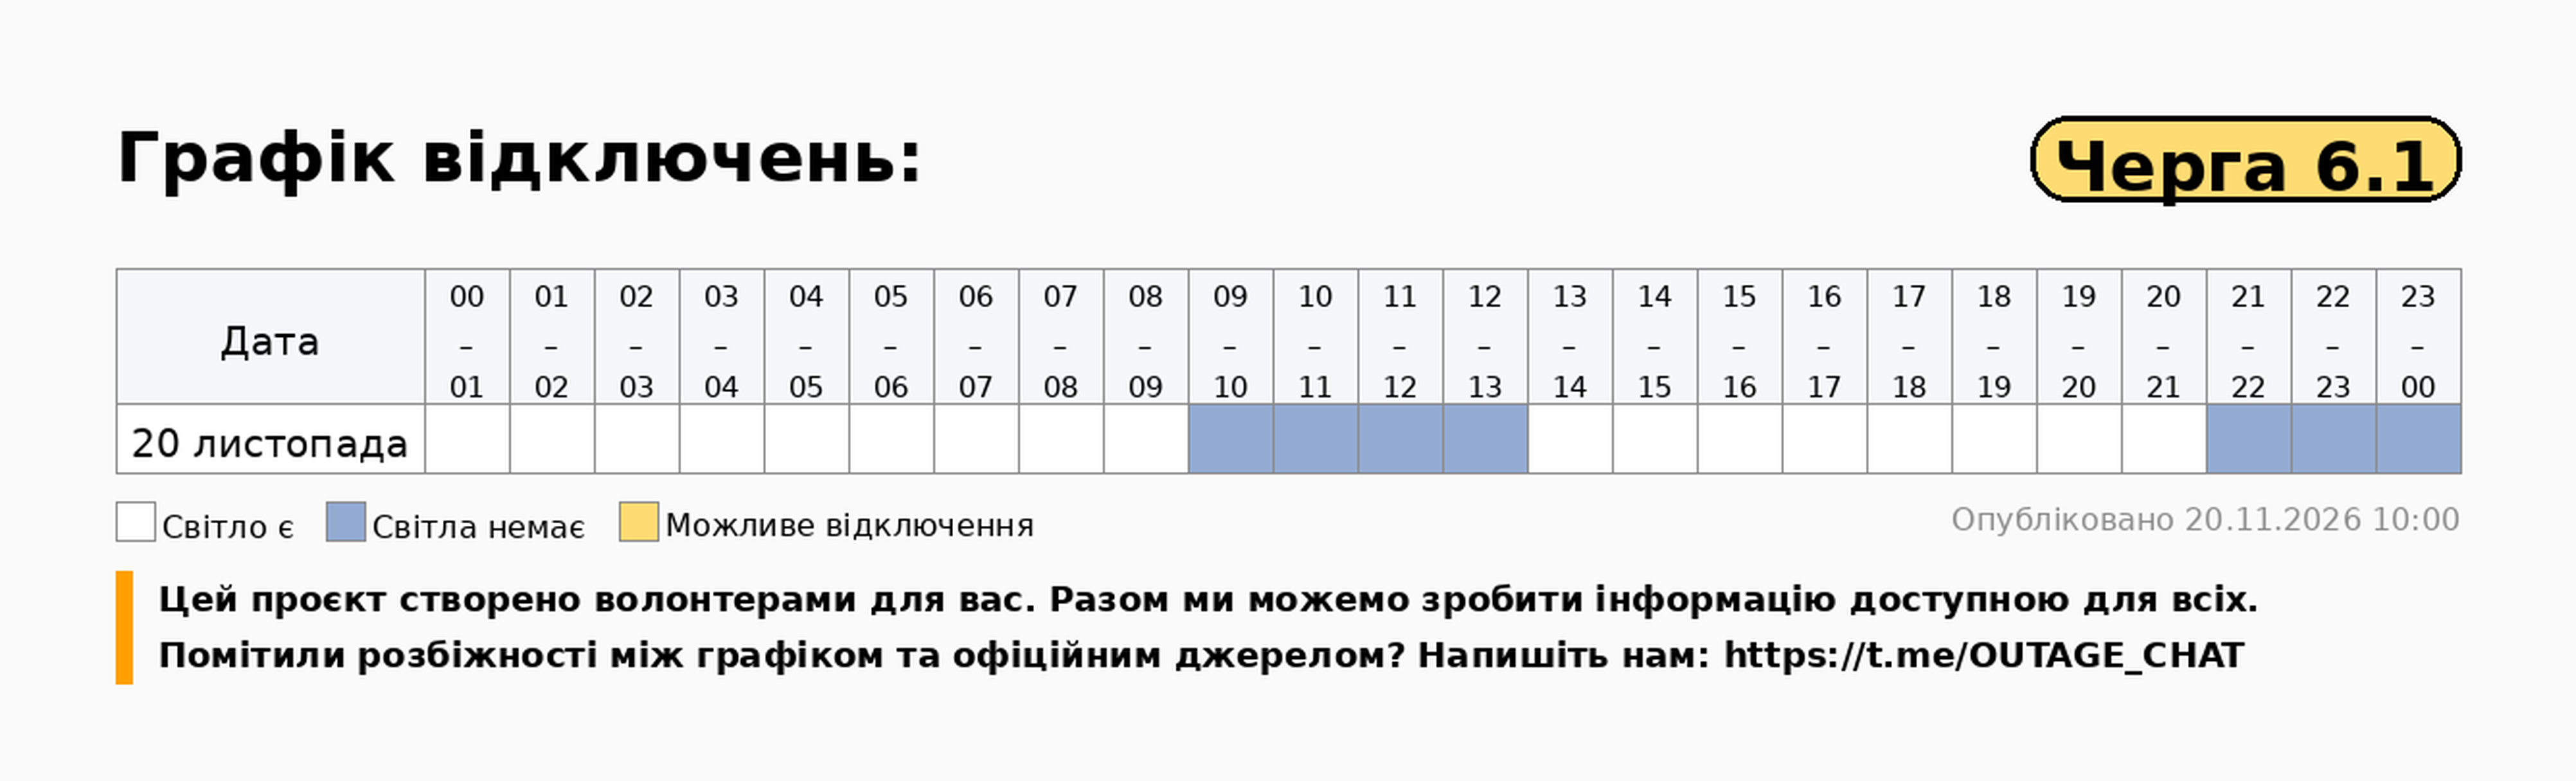 Графік відключень:
Черга 6.1
Дата 00 – 01 01 – 02 02 – 03 03 – 04 04 – 05 05 – 06 06 – 07 07 – 08 08 – 09 09 – 10 10 – 11 11 – 12 12 – 13 13 – 14 14 – 15 15 – 16 16 – 17 17 – 18 18 – 19 19 – 20 20 – 21 21 – 22 22 – 23 23 – 00
20 листопада
Світло є Світла немає Можливе відключення
Опубліковано 20.11.2026 10:00
Цей проєкт створено волонтерами для вас. Разом ми можемо зробити інформацію доступною для всіх.
Помітили розбіжності між графіком та офіційним джерелом? Напишіть нам: https://t.me/OUTAGE_CHAT